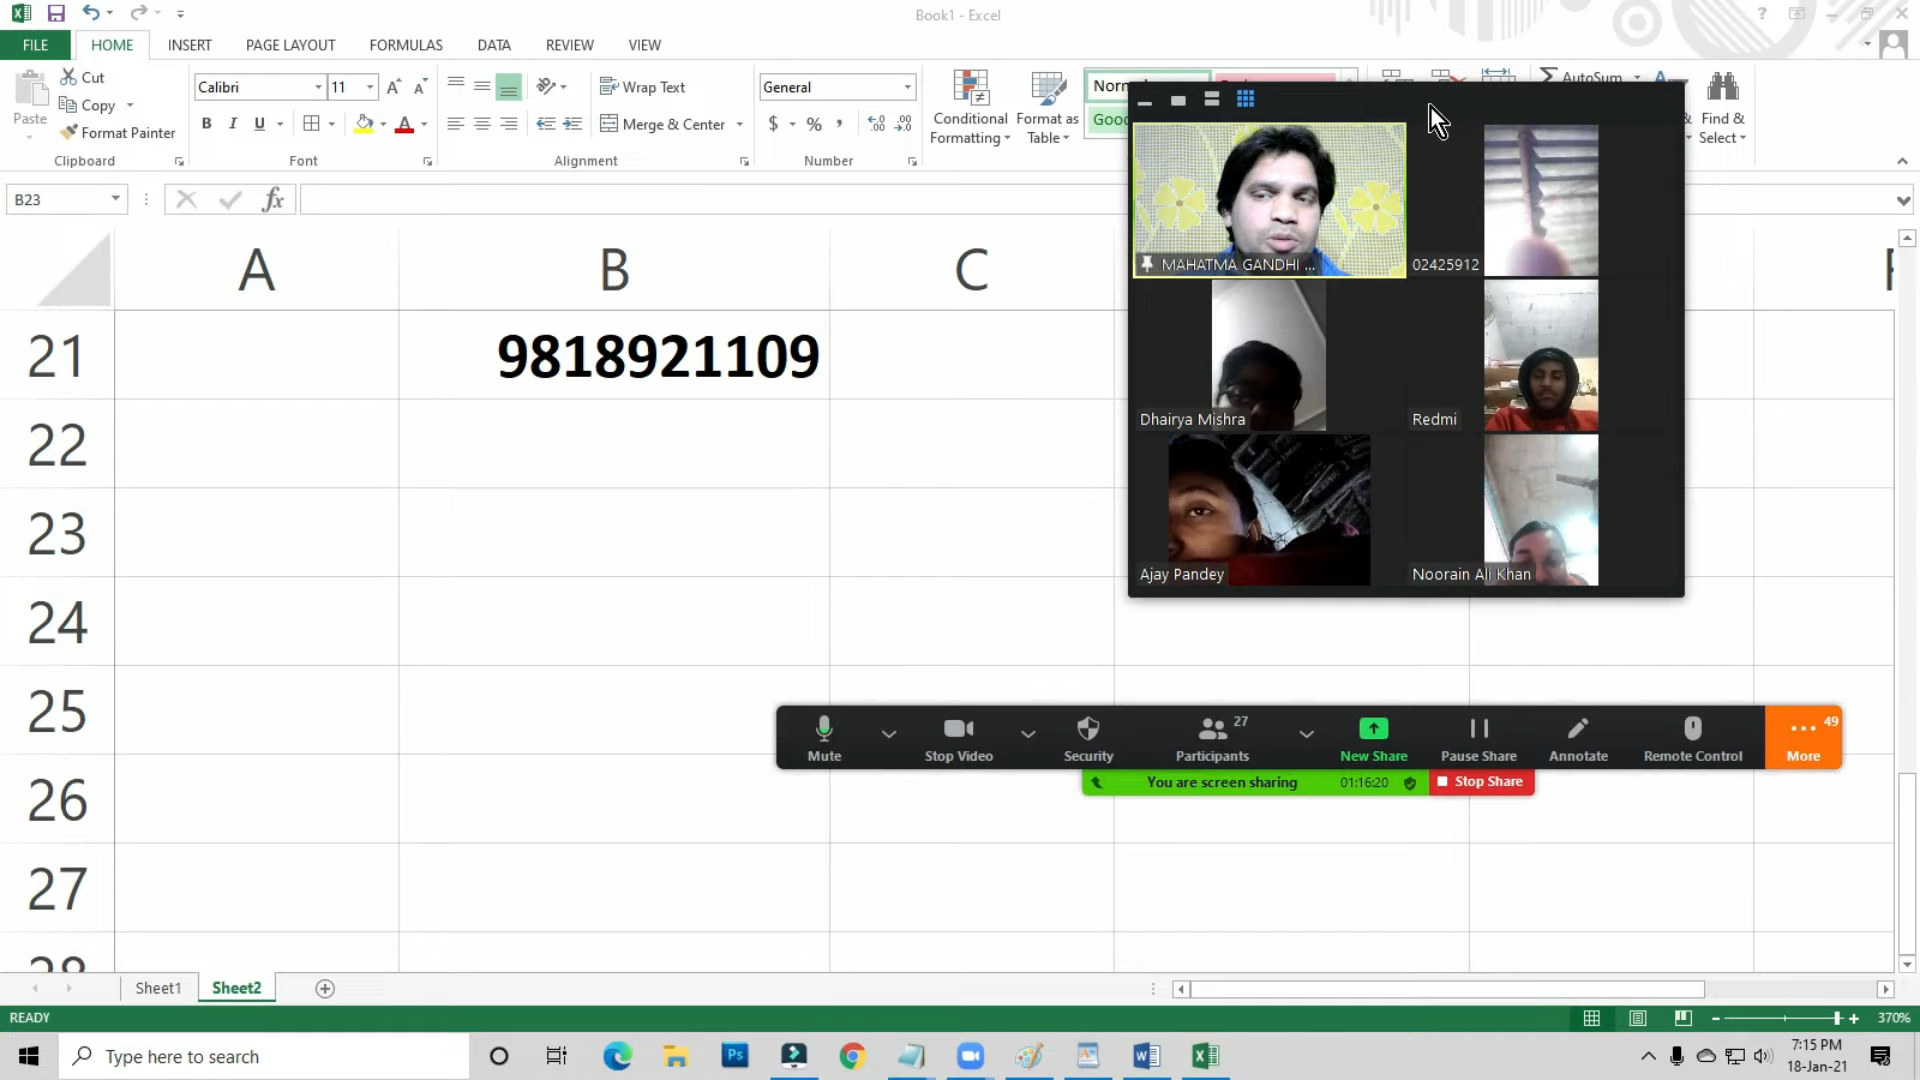 Book1 - Excel
FILE
HOME
INSERT
PAGE LAYOUT
FORMULAS
DATA
REVIEW
VIEW
Paste
Cut
Copy
Format Painter
Clipboard
Calibri
11
B I U
Font
Wrap Text
Merge & Center
Alignment
General
$ % ,
Number
Conditional
Formatting
Format as
Table
AutoSum
Find &
Select
B23
fx
A
B
C
21
9818921109
22
23
24
25
26
27
28
MAHATMA GANDHI ...
02425912
Dhairya Mishra
Redmi
Ajay Pandey
Noorain Ali Khan
Mute
Stop Video
Security
27
Participants
New Share
Pause Share
Annotate
Remote Control
49
More
You are screen sharing
01:16:20
Stop Share
Sheet1
Sheet2
READY
370%
Type here to search
7:15 PM
18-Jan-21